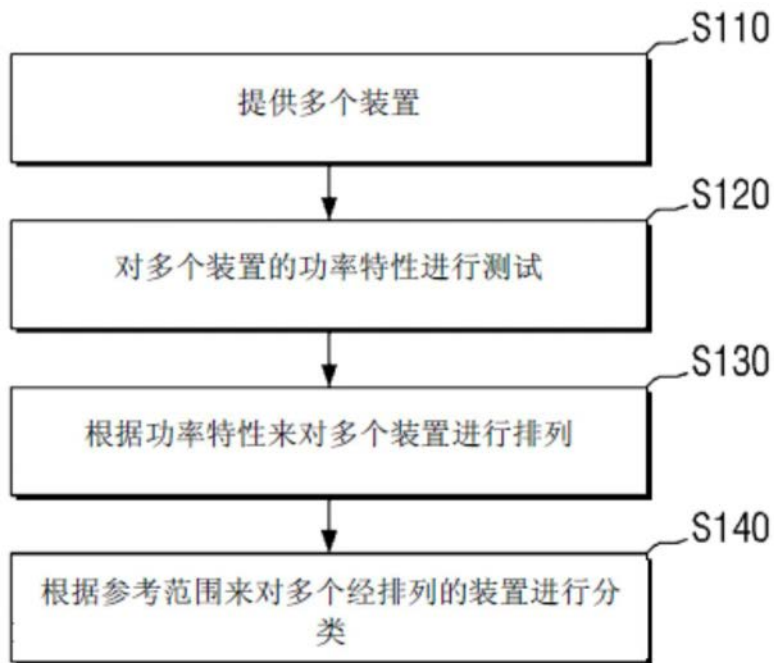 S110
提供多个装置
S120
对多个装置的功率特性进行测试
S130
根据功率特性来对多个装置进行排列
S140
根据参考范围来对多个经排列的装置进行分
类